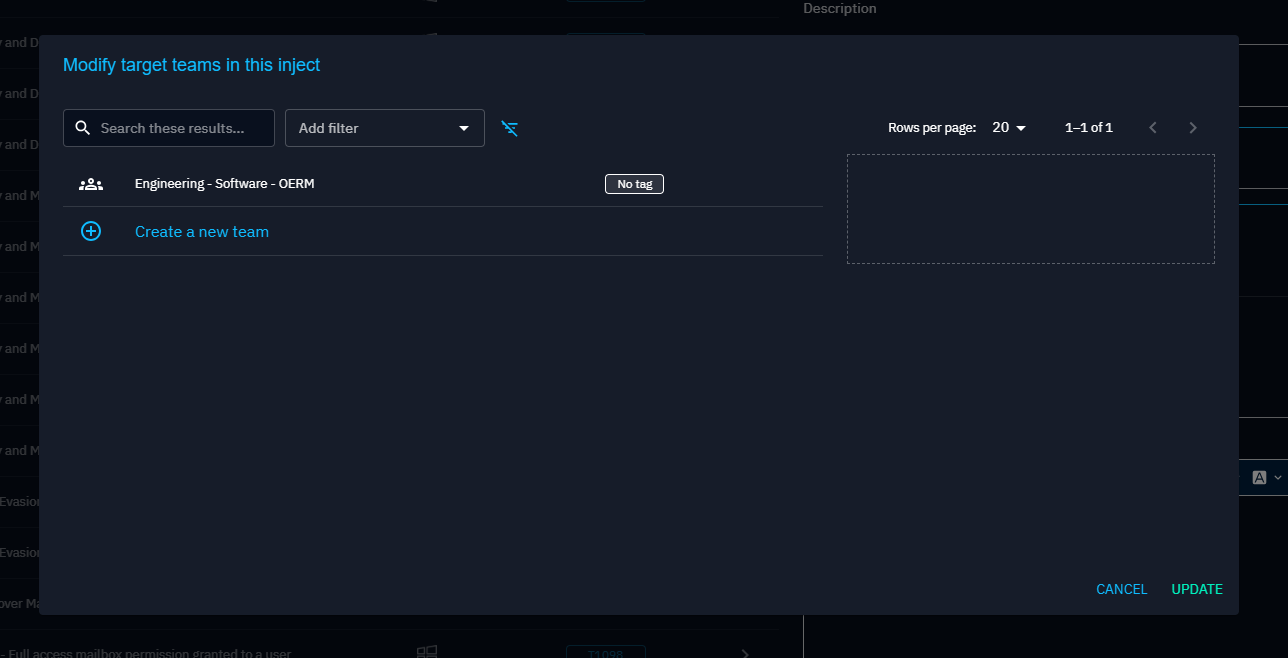 Description
Modify target teams in this inject
Search these results...
Add filter
Rows per page: 20 1–1 of 1
Engineering - Software - OERM No tag
Create a new team
y and D
y and D
y and D
y and M
y and M
y and M
y and M
y and M
y and M
Evasion
Evasion
over Ma
A
CANCEL UPDATE
- Full access mailbox permission granted to a user T1098